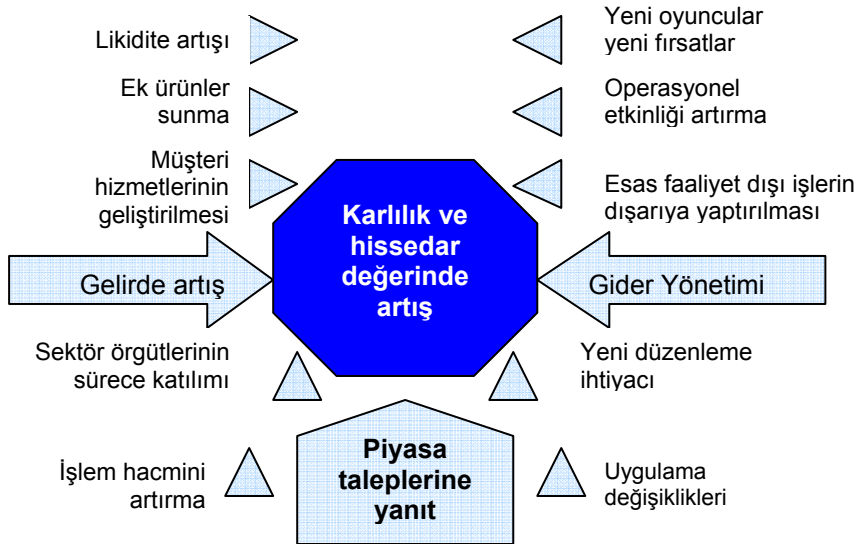 Likidite artışı
Yeni oyuncular
yeni fırsatlar
Ek ürünler
sunma
Operasyonel
etkinliği artırma
Müşteri
hizmetlerinin
geliştirilmesi
Esas faaliyet dışı işlerin
dışarıya yaptırılması
Karlılık ve
hissedar
değerinde
artış
Gelirde artış
Gider Yönetimi
Sektör örgütlerinin
sürece katılımı
Yeni düzenleme
ihtiyacı
Piyasa
taleplerine
yanıt
İşlem hacmini
artırma
Uygulama
değişiklikleri